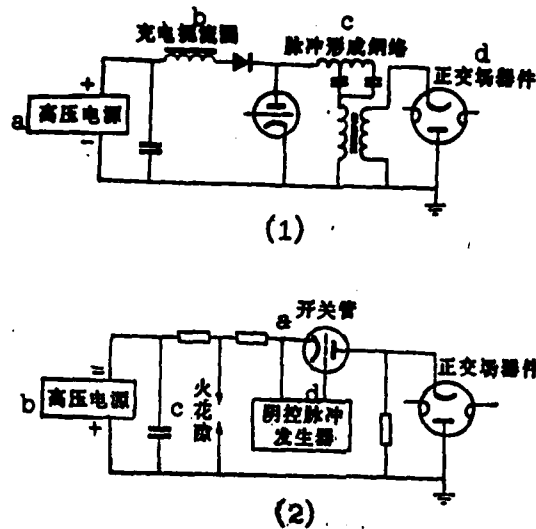 b
充电扼流圈
c
脉冲形成網络
d
正交场器件
+
a 高压电源
−
(1)
开关管
a
正交场器件
=
b 高压电源
+
c
火花隙
d
阴控脉冲
发生器
(2)